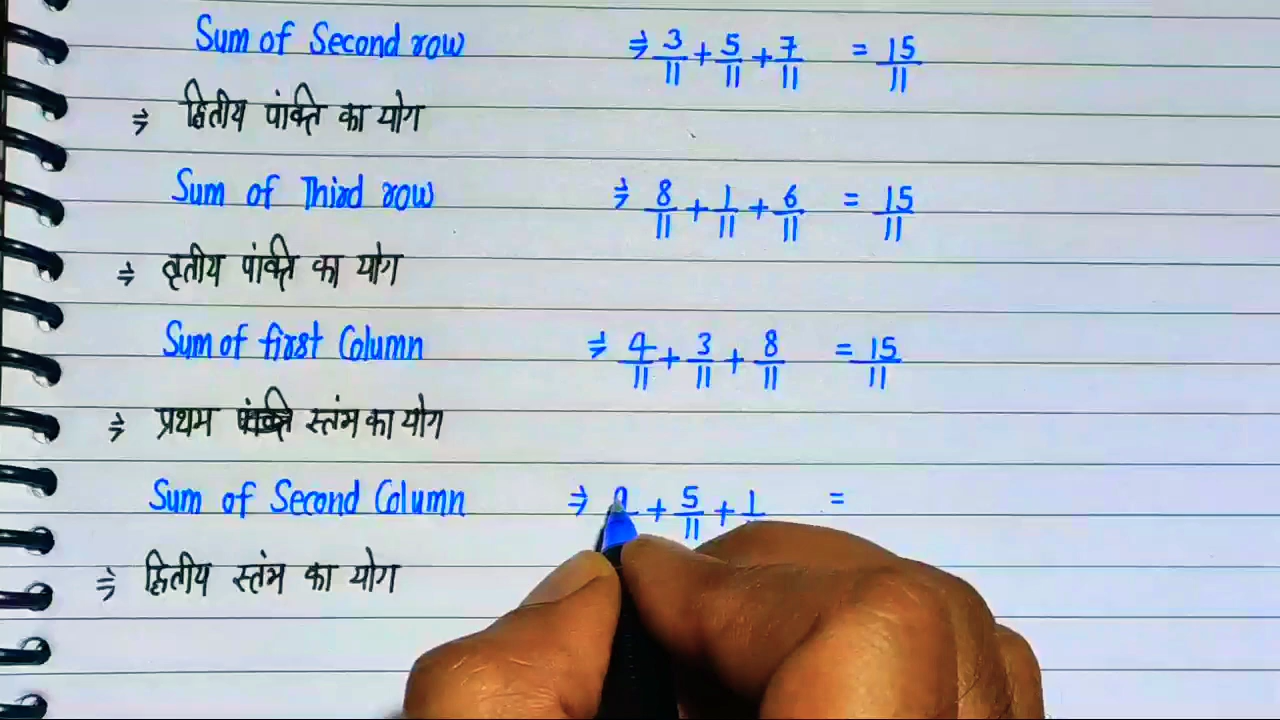 Sum of Second row ⇒ 3/11 + 5/11 + 7/11 = 15/11
⇒ द्वितीय पंक्ति का योग
Sum of Third row ⇒ 8/11 + 1/11 + 6/11 = 15/11
⇒ तृतीय पंक्ति का योग
Sum of first Column ⇒ 4/11 + 3/11 + 8/11 = 15/11
⇒ प्रथम स्तंभ का योग
Sum of Second Column ⇒ + 5/11 + 1/ =
⇒ द्वितीय स्तंभ का योग